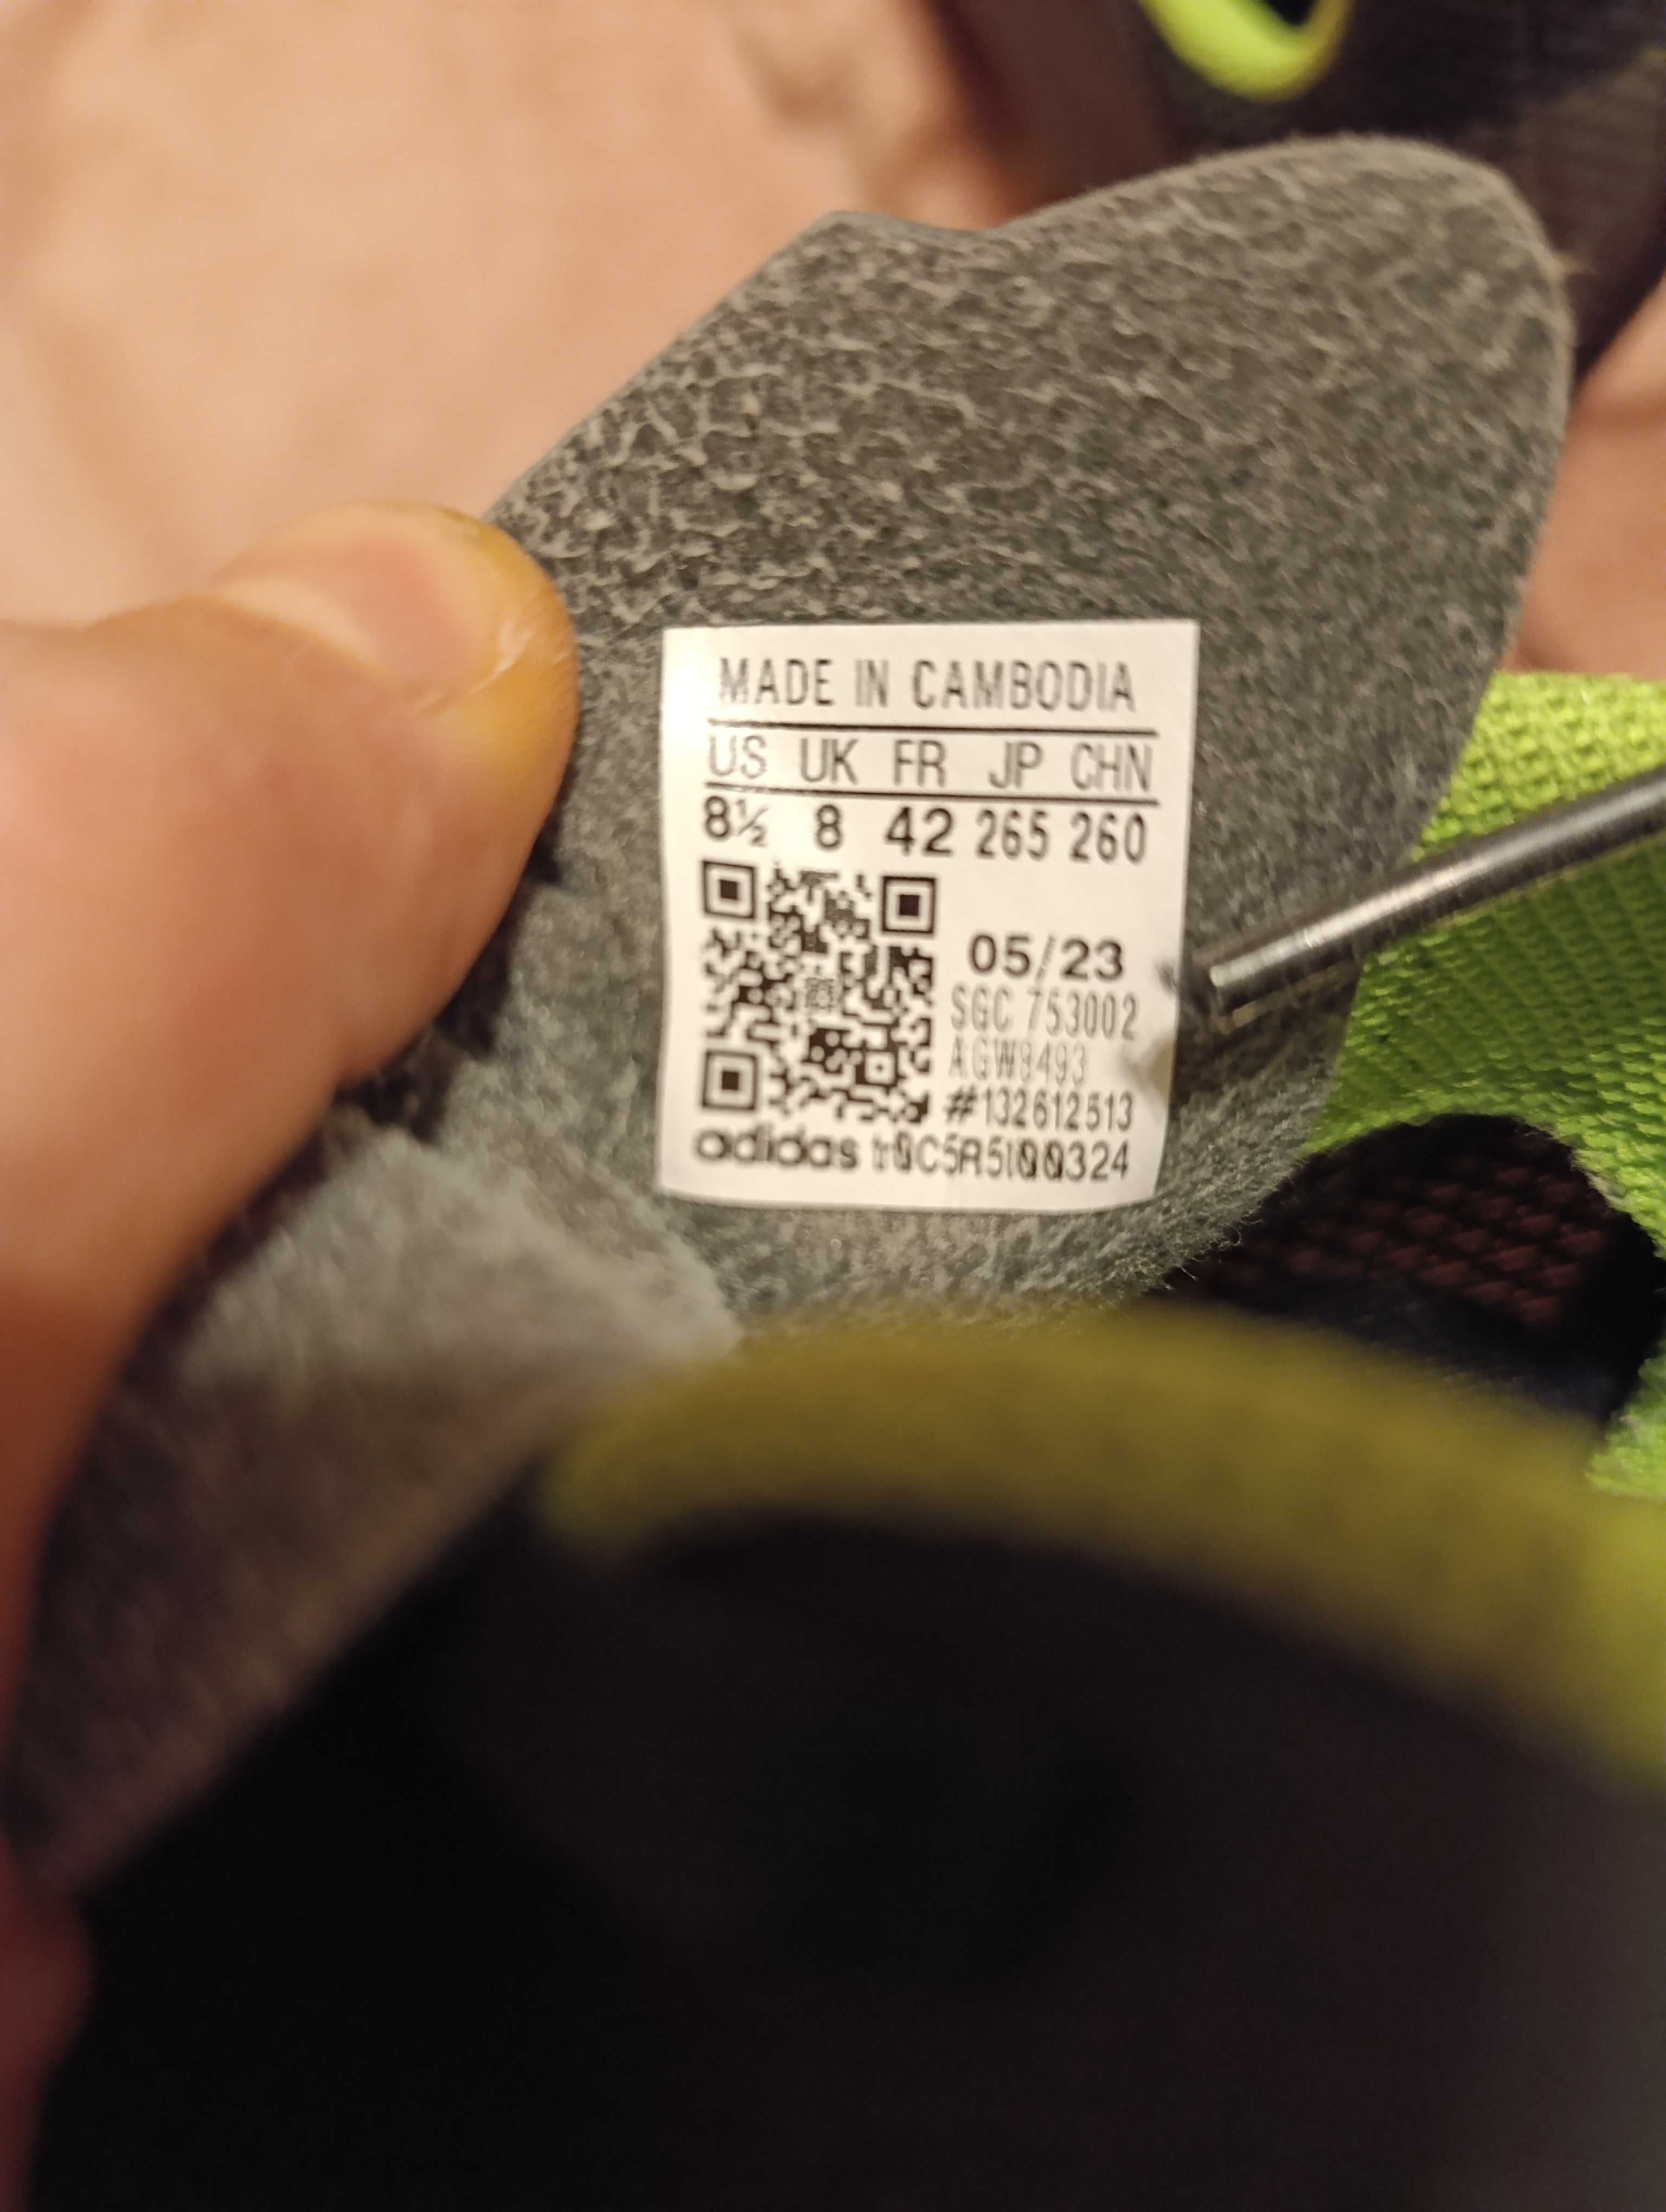 MADE IN CAMBODIA
US UK FR JP CHN
8½ 8 42 265 260
05/23
SGC 753002
AGW8493
#132612513
adidas